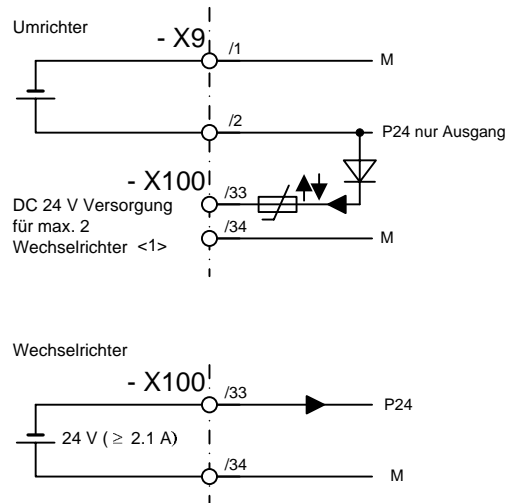 Umrichter
- X9
/1
M
/2
P24 nur Ausgang
- X100
/33
DC 24 V Versorgung
für max. 2
Wechselrichter <1>
/34
M
Wechselrichter
- X100
/33
P24
24 V ( ≥ 2.1 A)
/34
M